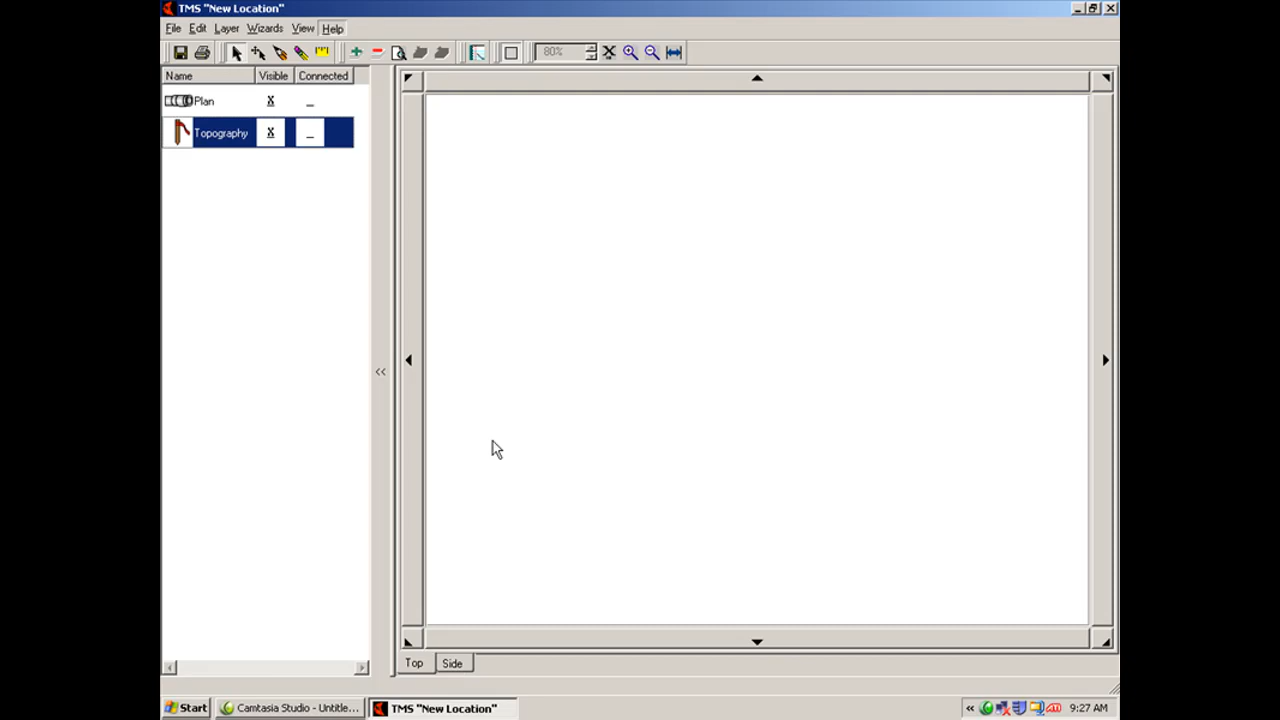 TMS "New Location"
File Edit Layer Wizards View Help
80%
Name Visible Connected
Plan X _
Topography X _
<<
Top Side
Start Camtasia Studio - Untitle... TMS "New Location" « 9:27 AM